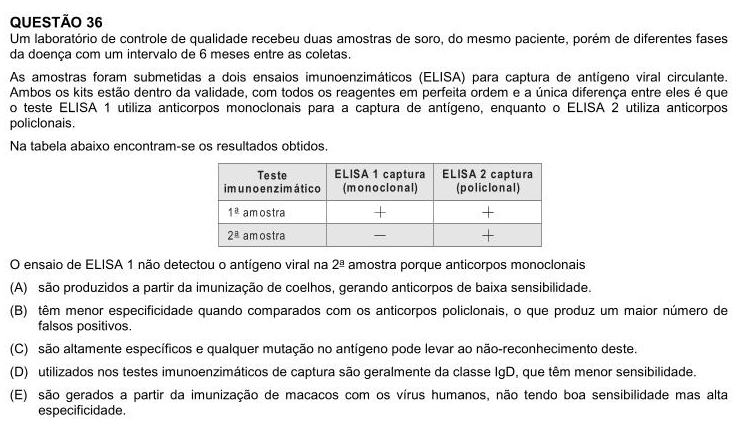 QUESTÃO 36
Um laboratório de controle de qualidade recebeu duas amostras de soro, do mesmo paciente, porém de diferentes fases
da doença com um intervalo de 6 meses entre as coletas.
As amostras foram submetidas a dois ensaios imunoenzimáticos (ELISA) para captura de antígeno viral circulante.
Ambos os kits estão dentro da validade, com todos os reagentes em perfeita ordem e a única diferença entre eles é que
o teste ELISA 1 utiliza anticorpos monoclonais para a captura de antígeno, enquanto o ELISA 2 utiliza anticorpos
policlonais.
Na tabela abaixo encontram-se os resultados obtidos.
Teste imunoenzimático ELISA 1 captura (monoclonal) ELISA 2 captura (policlonal)
1ª amostra + +
2ª amostra – +
O ensaio de ELISA 1 não detectou o antígeno viral na 2ª amostra porque anticorpos monoclonais
(A) são produzidos a partir da imunização de coelhos, gerando anticorpos de baixa sensibilidade.
(B) têm menor especificidade quando comparados com os anticorpos policlonais, o que produz um maior número de
falsos positivos.
(C) são altamente específicos e qualquer mutação no antígeno pode levar ao não-reconhecimento deste.
(D) utilizados nos testes imunoenzimáticos de captura são geralmente da classe IgD, que têm menor sensibilidade.
(E) são gerados a partir da imunização de macacos com os vírus humanos, não tendo boa sensibilidade mas alta
especificidade.